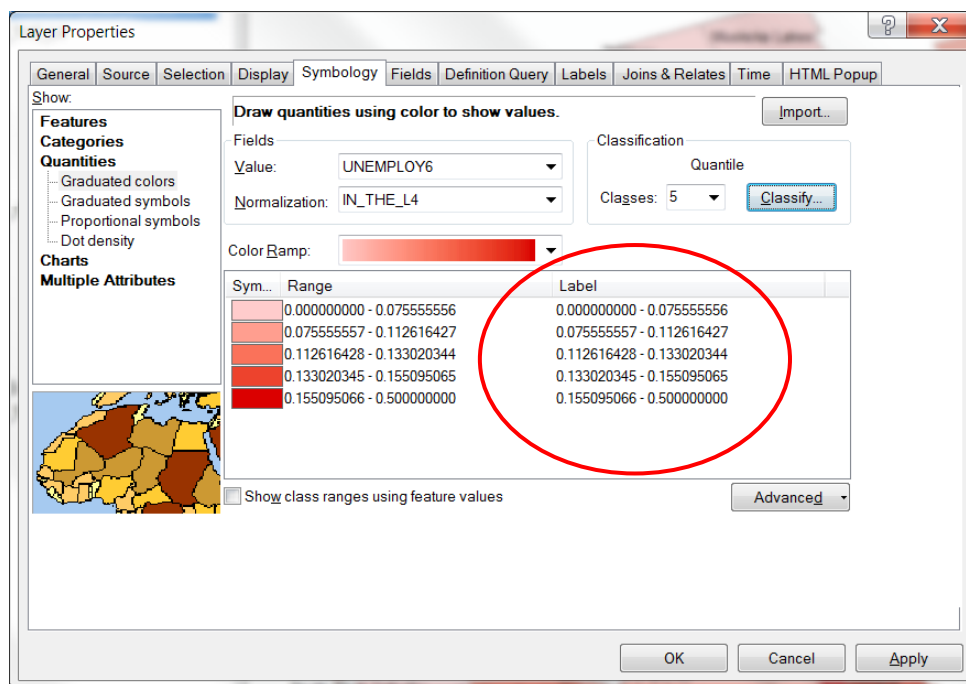 Layer Properties
General Source Selection Display Symbology Fields Definition Query Labels Joins & Relates Time HTML Popup
Show:
Features
Categories
Quantities
Graduated colors
Graduated symbols
Proportional symbols
Dot density
Charts
Multiple Attributes
Draw quantities using color to show values.
Import...
Fields
Value: UNEMPLOY6
Normalization: IN_THE_L4
Classification
Quantile
Classes: 5
Classify...
Color Ramp:
Sym... Range Label
0.000000000 - 0.075555556 0.000000000 - 0.075555556
0.075555557 - 0.112616427 0.075555557 - 0.112616427
0.112616428 - 0.133020344 0.112616428 - 0.133020344
0.133020345 - 0.155095065 0.133020345 - 0.155095065
0.155095066 - 0.500000000 0.155095066 - 0.500000000
Show class ranges using feature values
Advanced
OK Cancel Apply